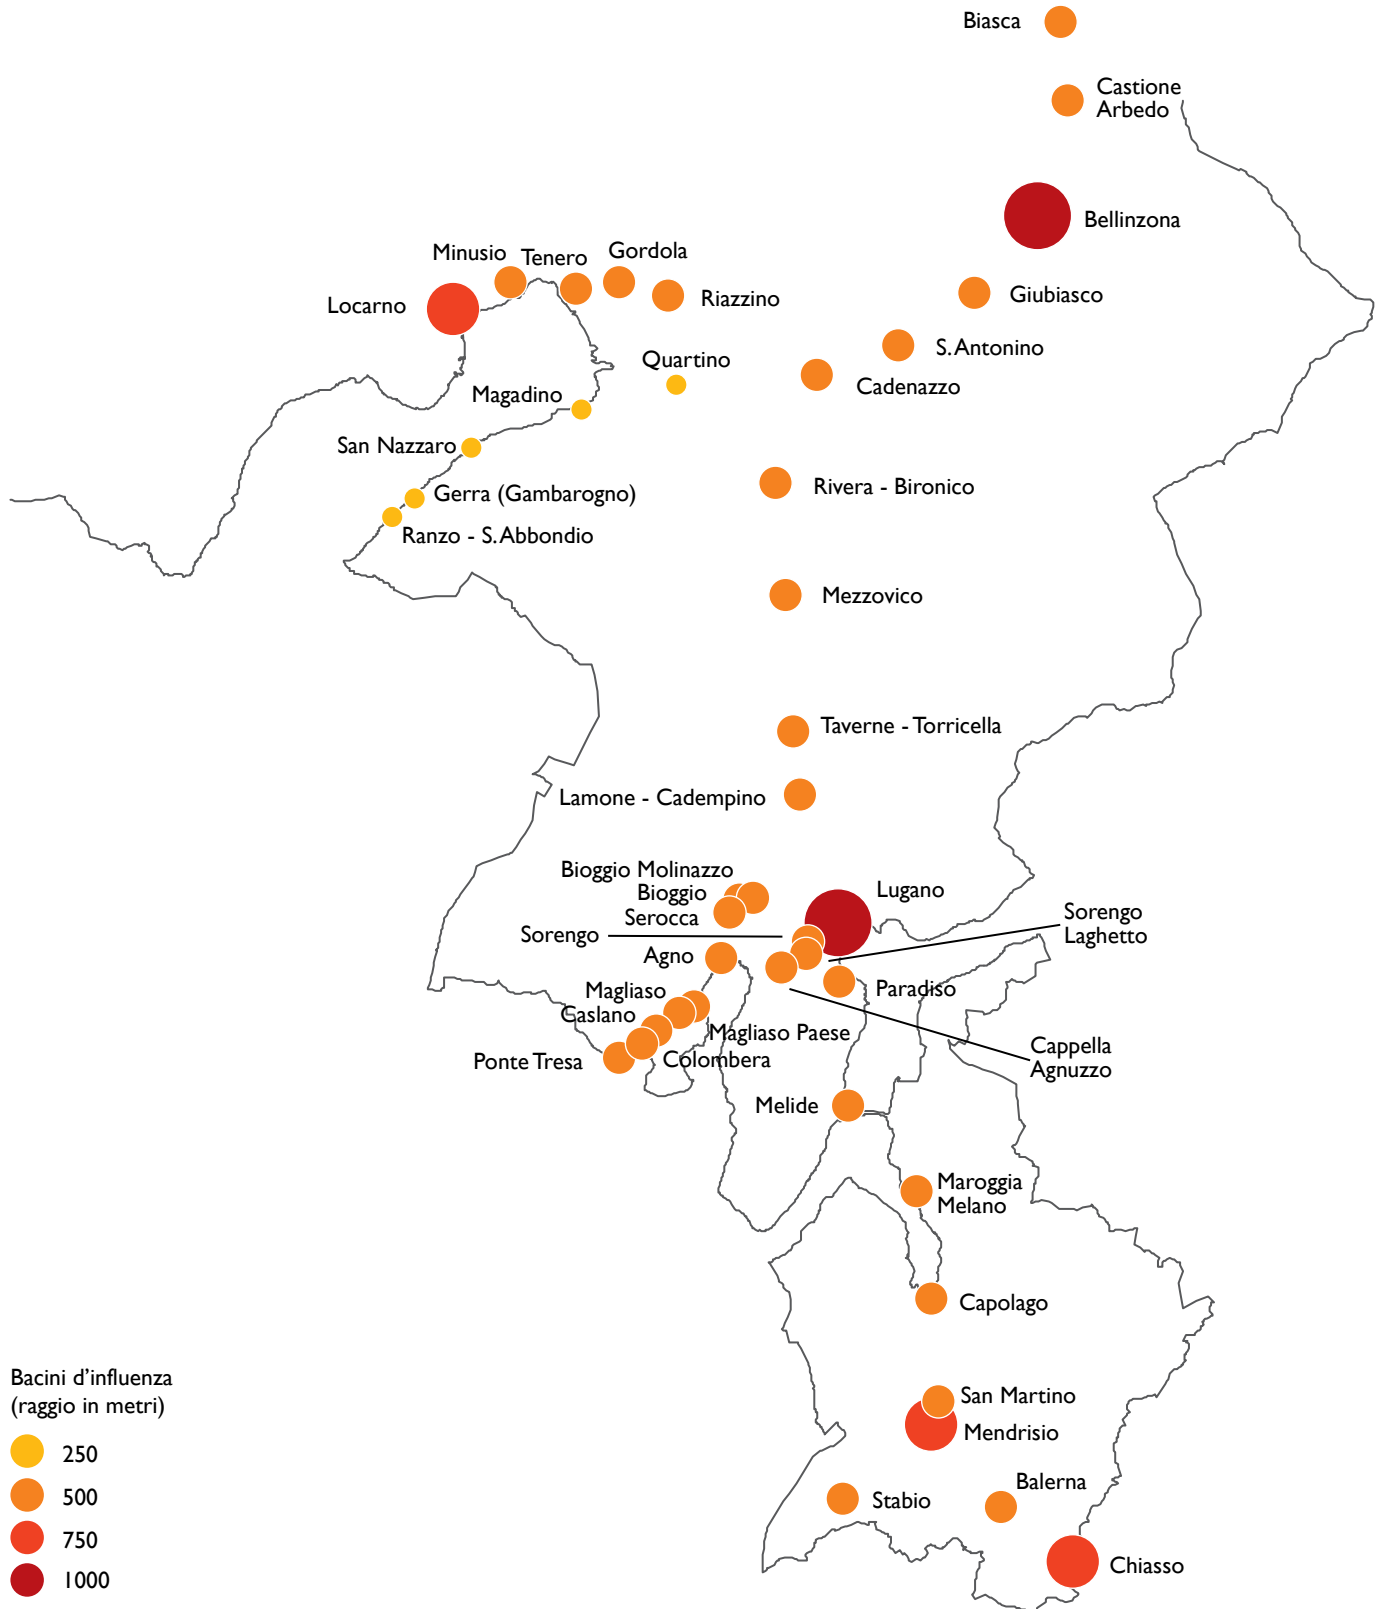 Biasca
Castione
Arbedo
Bellinzona
Minusio
Tenero
Gordola
Locarno
Riazzino
Giubiasco
S. Antonino
Quartino
Cadenazzo
Magadino
San Nazzaro
Rivera - Bironico
Gerra (Gambarogno)
Ranzo - S. Abbondio
Mezzovico
Taverne - Torricella
Lamone - Cadempino
Bioggio Molinazzo
Bioggio
Serocca
Lugano
Sorengo
Sorengo
Laghetto
Agno
Paradiso
Magliaso
Caslano
Magliaso Paese
Ponte Tresa
Colombera
Cappella
Agnuzzo
Melide
Maroggia
Melano
Capolago
San Martino
Mendrisio
Balerna
Stabio
Chiasso
Bacini d'influenza
(raggio in metri)
250
500
750
1000